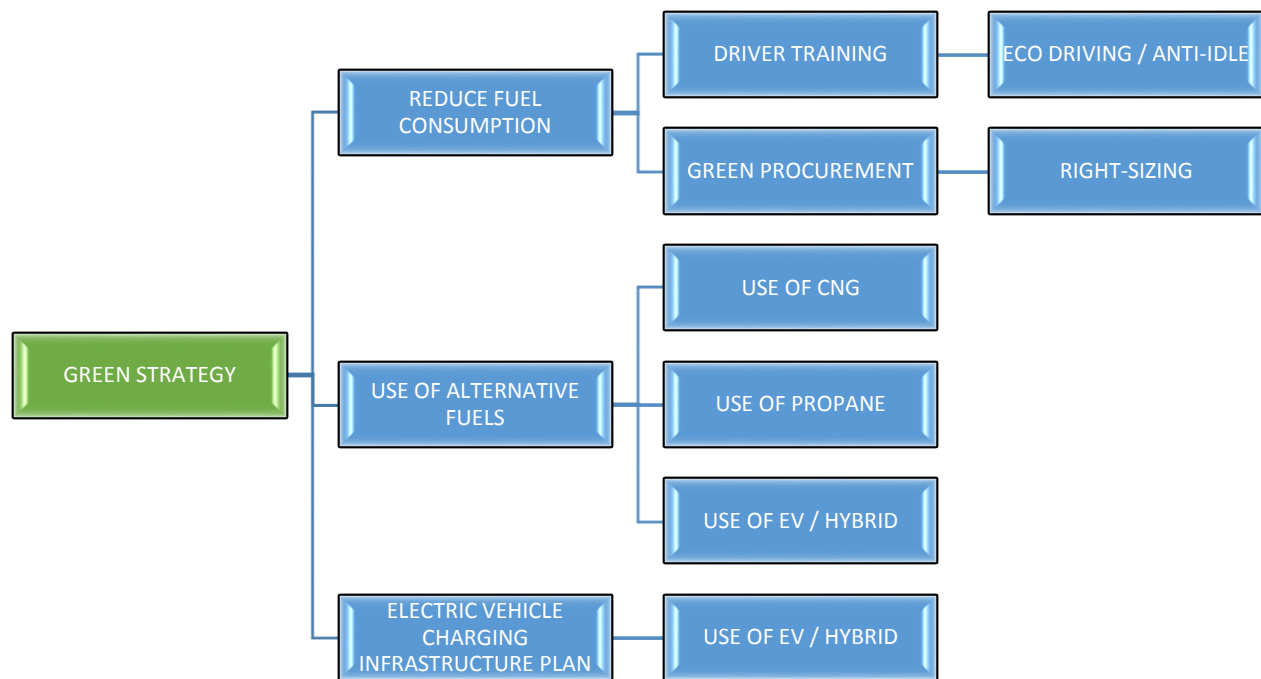 DRIVER TRAINING
ECO DRIVING / ANTI-IDLE
REDUCE FUEL
CONSUMPTION
GREEN PROCUREMENT
RIGHT-SIZING
USE OF CNG
GREEN STRATEGY
USE OF ALTERNATIVE
FUELS
USE OF PROPANE
USE OF EV / HYBRID
ELECTRIC VEHICLE
CHARGING
INFRASTRUCTURE PLAN
USE OF EV / HYBRID